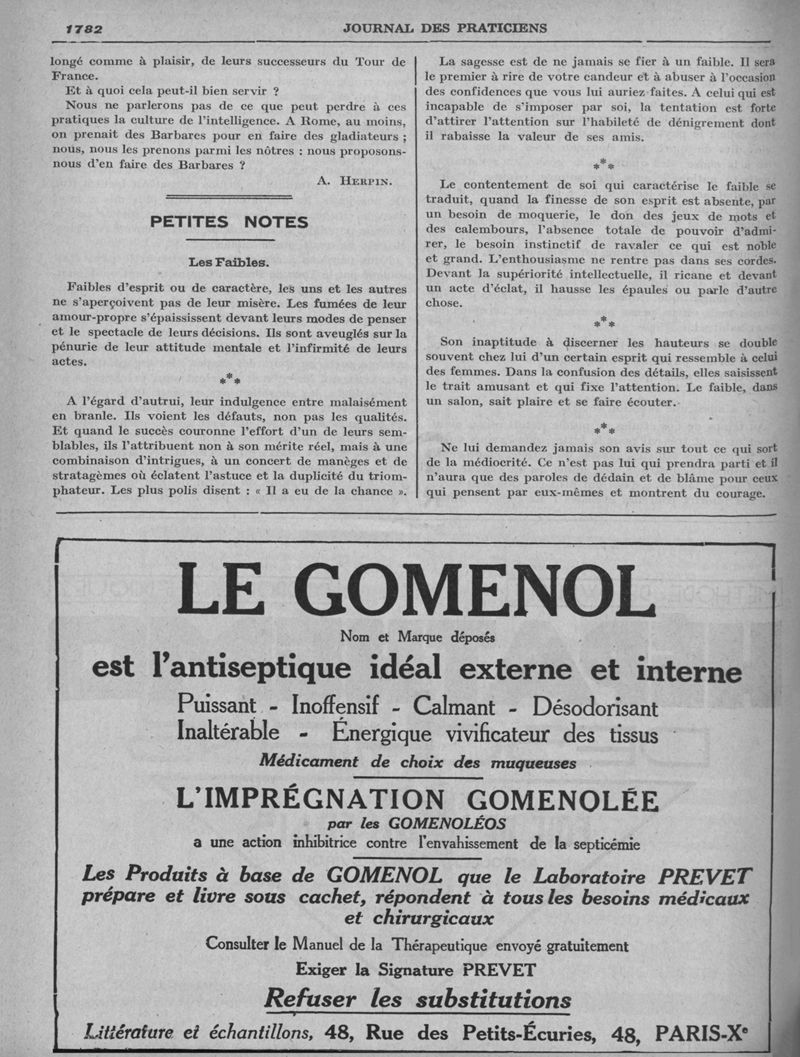 1782
JOURNAL DES PRATICIENS
longé comme à plaisir, de leurs successeurs du Tour de
France.
Et à quoi cela peut-il bien servir ?
Nous ne parlerons pas de ce que peut perdre à ces
pratiques la culture de l'intelligence. A Rome, au moins,
on prenait des Barbares pour en faire des gladiateurs ;
nous, nous les prenons parmi les nôtres : nous proposons-
nous d'en faire des Barbares ?
A. HERPIN.
PETITES NOTES
Les Faibles.
Faibles d'esprit ou de caractère, les uns et les autres
ne s'aperçoivent pas de leur misère. Les fumées de leur
amour-propre s'épaississent devant leurs modes de penser
et le spectacle de leurs décisions. Ils sont aveuglés sur la
pénurie de leur attitude mentale et l'infirmité de leurs
actes.
***
A l'égard d'autrui, leur indulgence entre malaisément
en branle. Ils voient les défauts, non pas les qualités.
Et quand le succès couronne l'effort d'un de leurs sem-
blables, ils l'attribuent non à son mérite réel, mais à une
combinaison d'intrigues, à un concert de manèges et de
stratagèmes où éclatent l'astuce et la duplicité du triom-
phateur. Les plus polis disent : « Il a eu de la chance ».
La sagesse est de ne jamais se fier à un faible. Il sera
le premier à rire de votre candeur et à abuser à l'occasion
des confidences que vous lui auriez faites. A celui qui est
incapable de s'imposer par soi, la tentation est forte
d'attirer l'attention sur l'habileté de dénigrement dont
il rabaisse la valeur de ses amis.
***
Le contentement de soi qui caractérise le faible se
traduit, quand la finesse de son esprit est absente, par
un besoin de moquerie, le don des jeux de mots et
des calembours, l'absence totale de pouvoir d'admi-
rer, le besoin instinctif de ravaler ce qui est noble
et grand. L'enthousiasme ne rentre pas dans ses cordes.
Devant la supériorité intellectuelle, il ricane et devant
un acte d'éclat, il hausse les épaules ou parle d'autre
chose.
***
Son inaptitude à discerner les hauteurs se double
souvent chez lui d'un certain esprit qui ressemble à celui
des femmes. Dans la confusion des détails, elles saisissent
le trait amusant et qui fixe l'attention. Le faible, dans
un salon, sait plaire et se faire écouter.
***
Ne lui demandez jamais son avis sur tout ce qui sort
de la médiocrité. Ce n'est pas lui qui prendra parti et il
n'aura que des paroles de dédain et de blâme pour ceux
qui pensent par eux-mêmes et montrent du courage.
LE GOMENOL
Nom et Marque déposés
est l'antiseptique idéal externe et interne
Puissant - Inoffensif - Calmant - Désodorisant
Inaltérable - Énergique vivificateur des tissus
Médicament de choix des muqueuses
L'IMPRÉGNATION GOMENOLÉE
par les GOMENOLÉOS
a une action inhibitrice contre l'envahissement de la septicémie
Les Produits à base de GOMENOL que le Laboratoire PREVET
prépare et livre sous cachet, répondent à tous les besoins médicaux
et chirurgicaux
Consulter le Manuel de la Thérapeutique envoyé gratuitement
Exiger la Signature PREVET
Refuser les substitutions
Littérature et échantillons, 48, Rue des Petits-Écuries, 48, PARIS-Xe